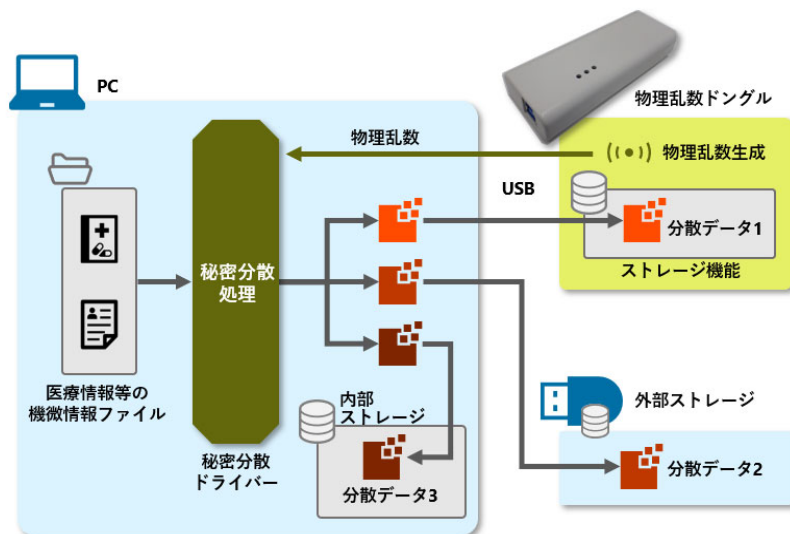 PC
物理乱数ドングル
物理乱数
物理乱数生成
USB
分散データ1
ストレージ機能
秘密分散
処理
医療情報等の
機微情報ファイル
内部
ストレージ
外部ストレージ
秘密分散
ドライバー
分散データ3
分散データ2